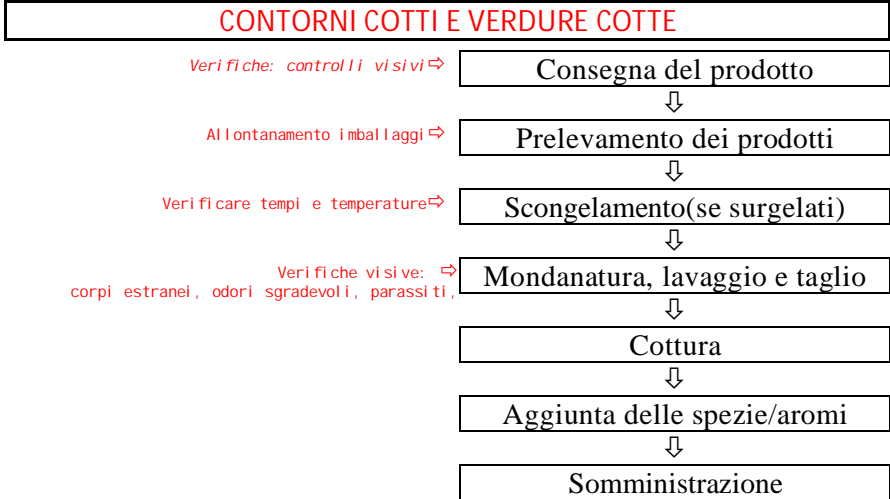 CONTORNI COTTI E VERDURE COTTE
Verifiche: controlli visivi⇨ Consegna del prodotto
⇩
Allontanamento imballaggi⇨ Prelevamento dei prodotti
⇩
Verificare tempi e temperature⇨ Scongelamento(se surgelati)
⇩
Verifiche visive: ⇨ Mondanatura, lavaggio e taglio
corpi estranei, odori sgradevoli, parassiti,
⇩
Cottura
⇩
Aggiunta delle spezie/aromi
⇩
Somministrazione